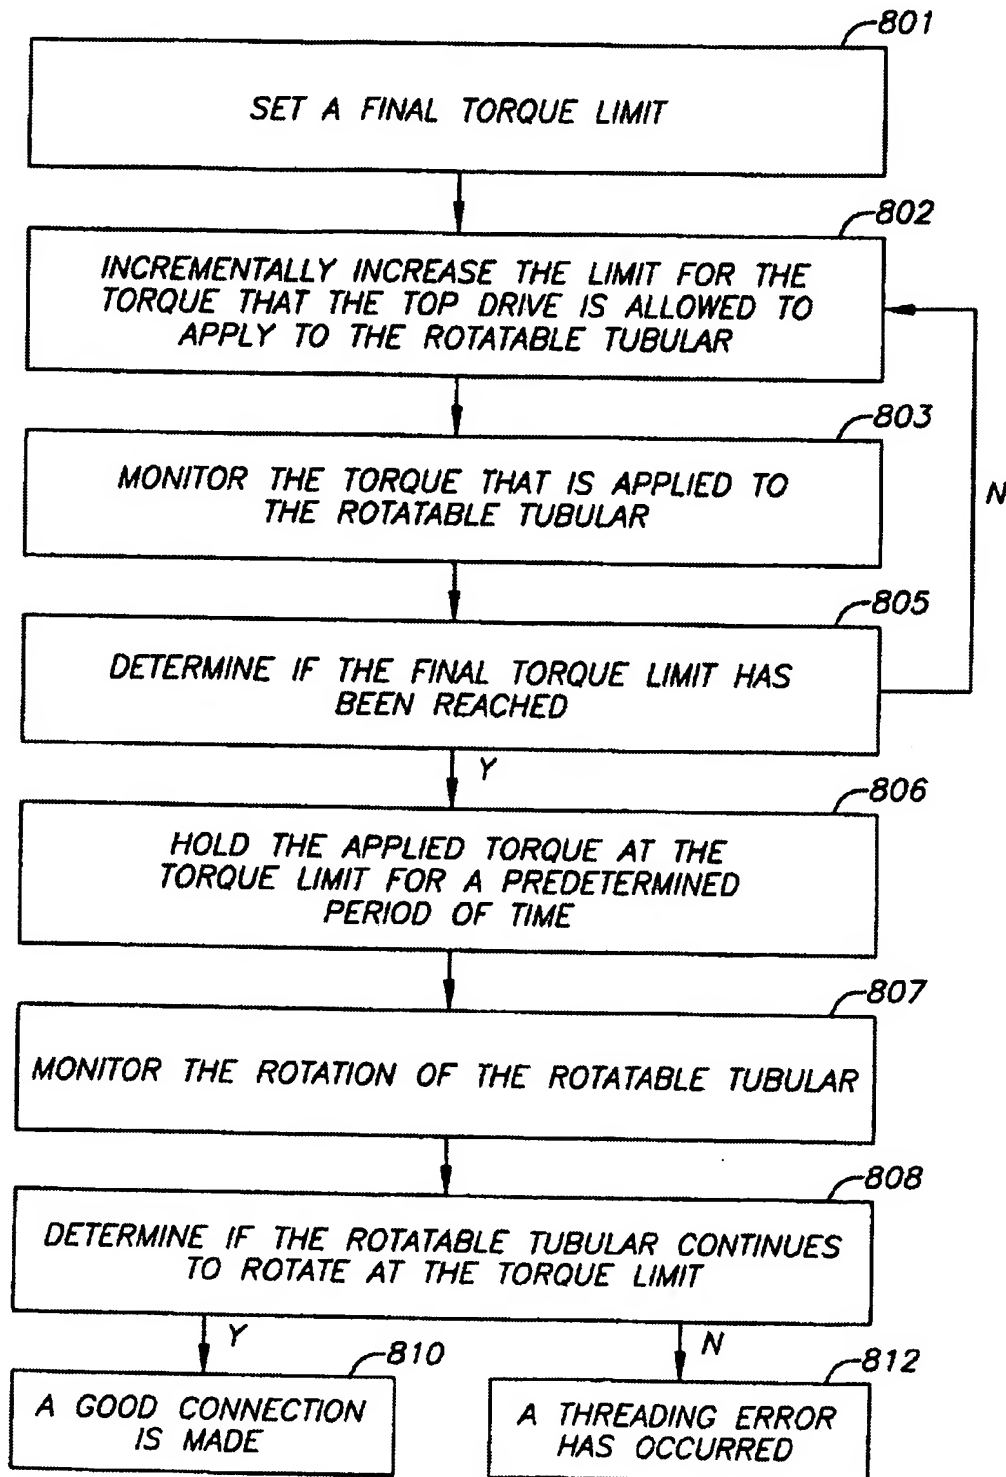 801
SET A FINAL TORQUE LIMIT
802
INCREMENTALLY INCREASE THE LIMIT FOR THE
TORQUE THAT THE TOP DRIVE IS ALLOWED TO
APPLY TO THE ROTATABLE TUBULAR
803
MONITOR THE TORQUE THAT IS APPLIED TO
THE ROTATABLE TUBULAR
N
805
DETERMINE IF THE FINAL TORQUE LIMIT HAS
BEEN REACHED
Y
806
HOLD THE APPLIED TORQUE AT THE
TORQUE LIMIT FOR A PREDETERMINED
PERIOD OF TIME
807
MONITOR THE ROTATION OF THE ROTATABLE TUBULAR
808
DETERMINE IF THE ROTATABLE TUBULAR CONTINUES
TO ROTATE AT THE TORQUE LIMIT
Y
N
810
A GOOD CONNECTION
IS MADE
812
A THREADING ERROR
HAS OCCURRED